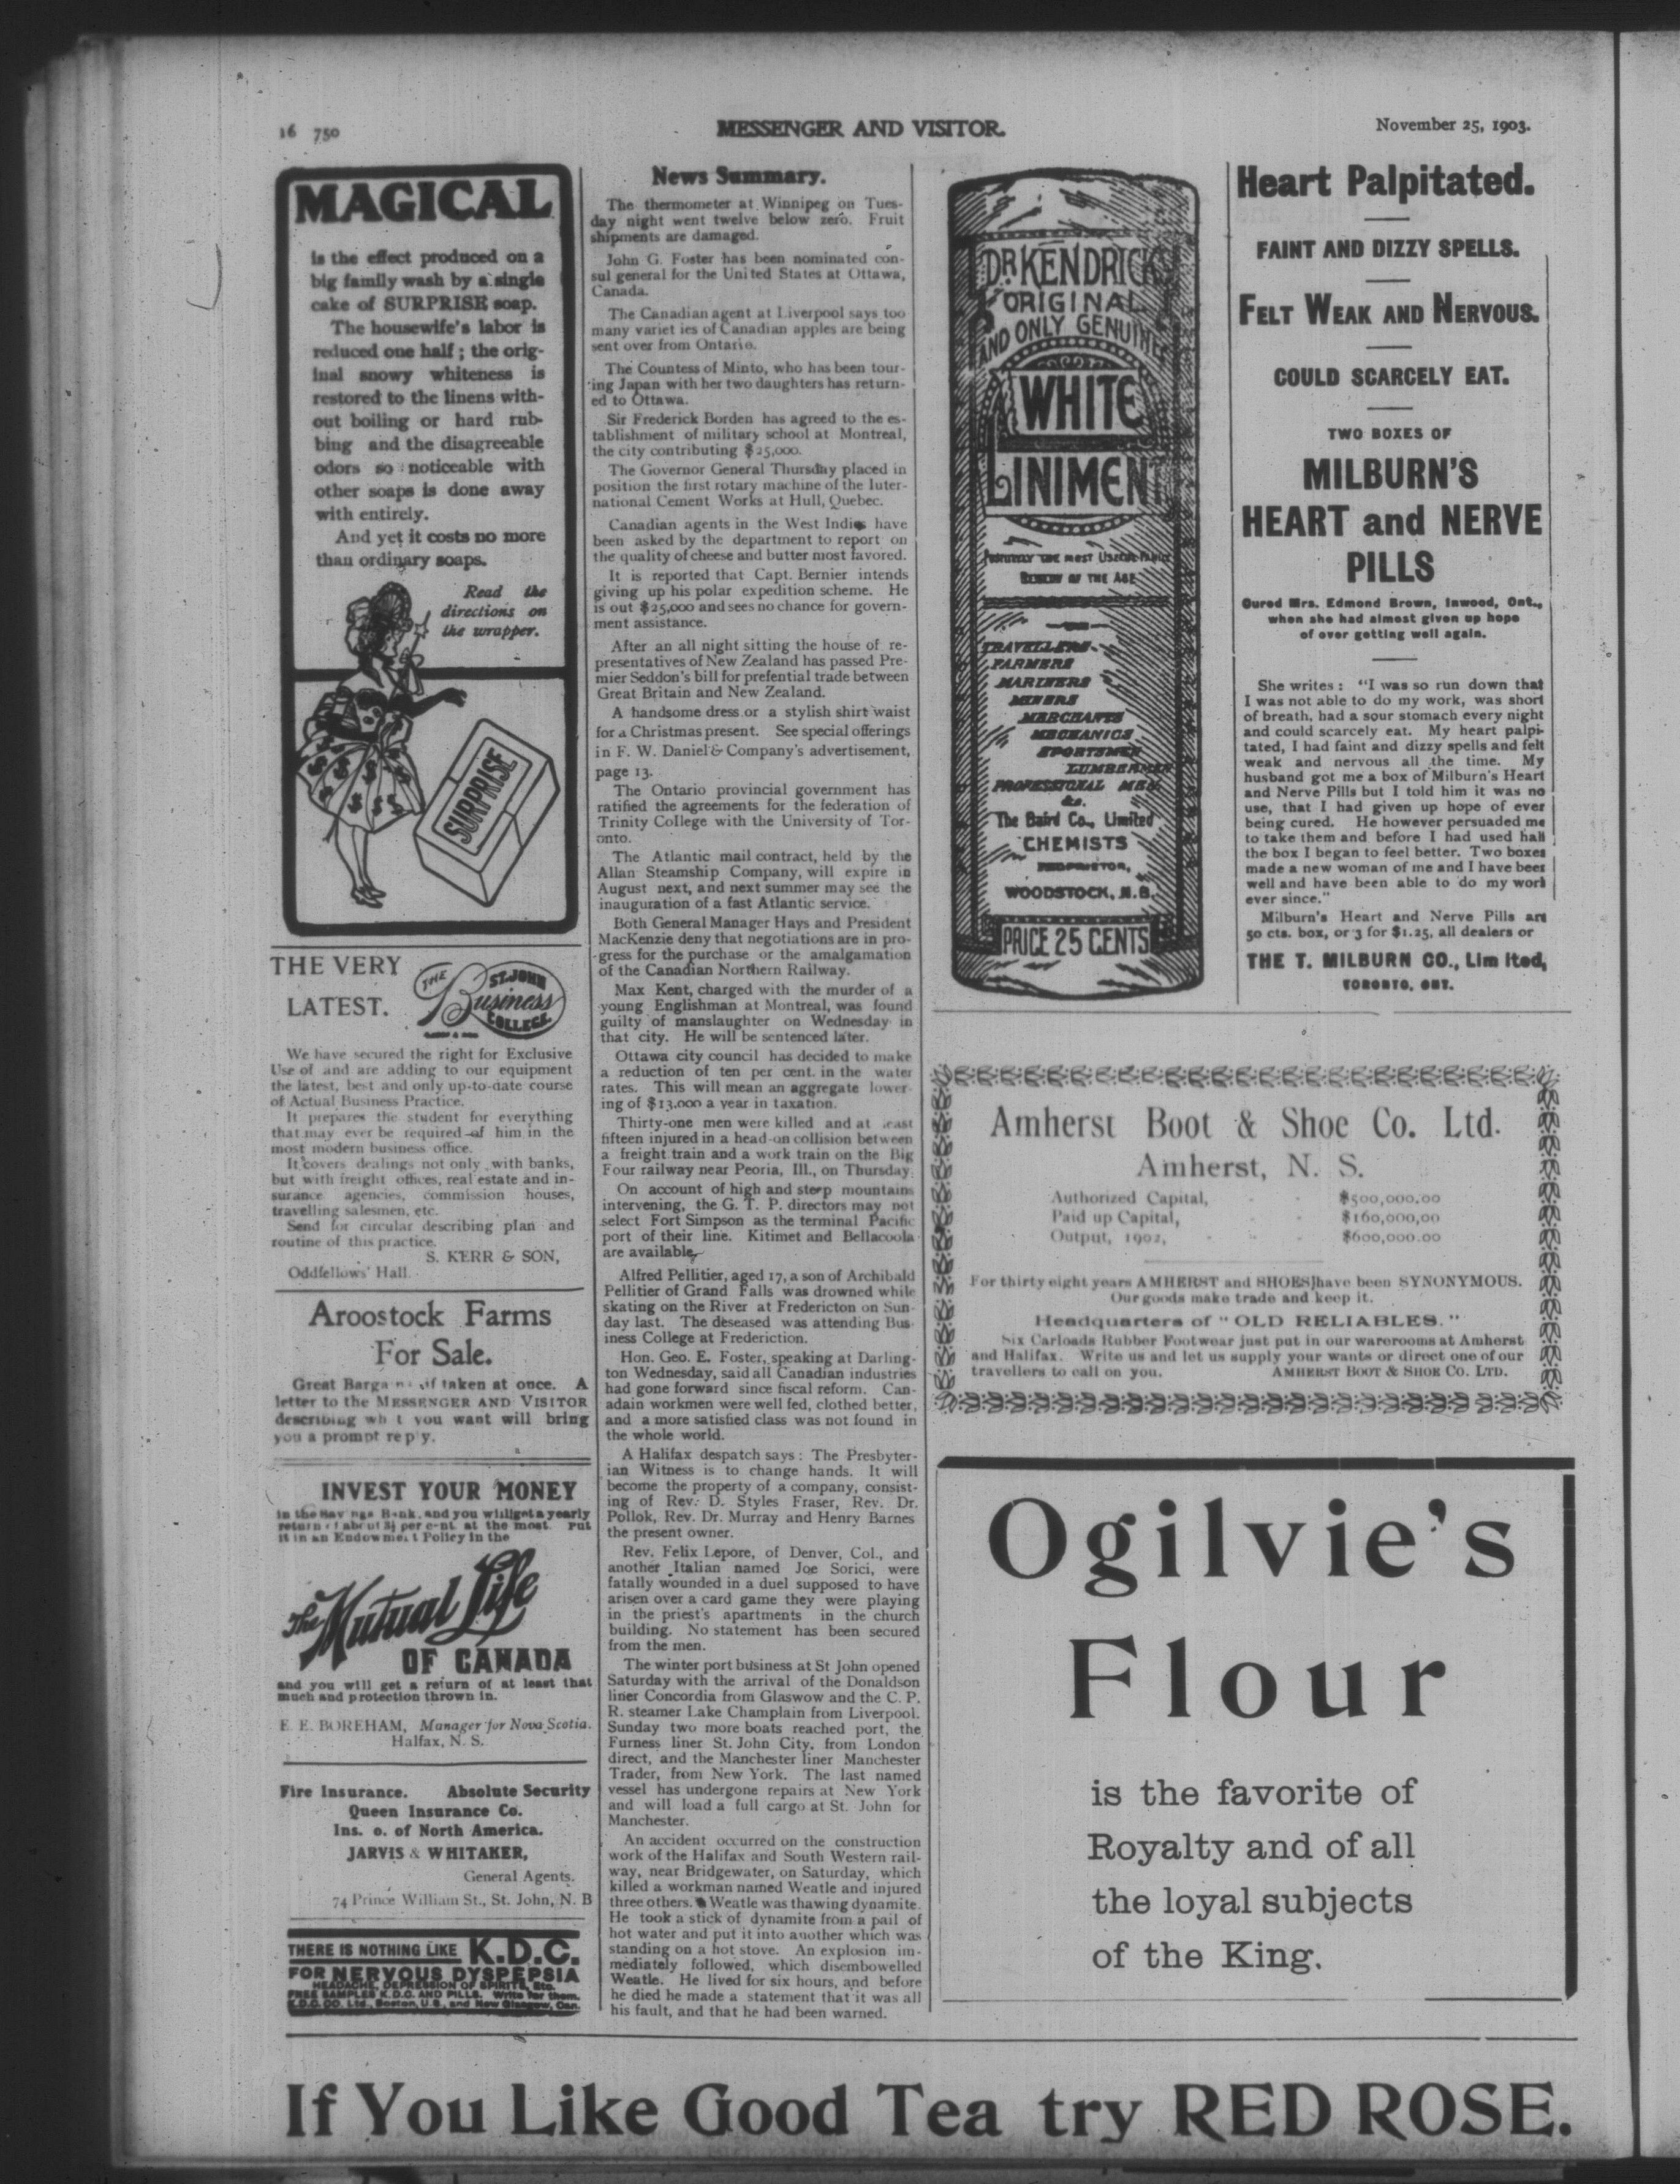 16 750
MESSENGER AND VISITOR.
November 25, 1903.
MAGICAL
is the effect produced on a
big family wash by a single
cake of SURPRISE soap.
The housewife's labor is
reduced one half; the orig-
inal snowy whiteness is
restored to the linens with-
out boiling or hard rub-
bing and the disagreeable
odors so noticeable with
other soaps is done away
with entirely.
And yet it costs no more
than ordinary soaps.
Read the
directions on
the wrapper.
SURPRISE
THE VERY
LATEST.
THE
ST. JOHN
Business
COLLEGE.
We have secured the right for Exclusive
Use of and are adding to our equipment
the latest, best and only up-to-date course
of Actual Business Practice.
It prepares the student for everything
that may ever be required of him in the
most modern business office.
It covers dealings not only with banks,
but with freight offices, real estate and in-
surance agencies, commission houses,
travelling salesmen, etc.
Send for circular describing plan and
routine of this practice.
S. KERR & SON,
Oddfellows' Hall.
Aroostock Farms
For Sale.
Great Barga n if taken at once. A
letter to the MESSENGER AND VISITOR
describing wh t you want will bring
you a prompt rep'y.
INVEST YOUR MONEY
in the Sav ngs Bank, and you will get a yearly
return of about 3½ per cent. at the most. Put
it in an Endowment Policy in the
The Mutual Life
OF CANADA
and you will get a return of at least that
much and protection thrown in.
E. E. BOREHAM, Manager for Nova Scotia.
Halfax, N. S.
Fire Insurance. Absolute Security
Queen Insurance Co.
Ins. o. of North America.
JARVIS & WHITAKER,
General Agents.
74 Prince William St., St. John, N. B
THERE IS NOTHING LIKE K.D.C.
FOR NERVOUS DYSPEPSIA
HEADACHE, DEPRESSION OF SPIRITS, Etc.
FREE SAMPLES K.D.C. AND PILLS. Write for them.
K.D.C. CO. Ltd., Boston, U.S., and New Glasgow, Can.
News Summary.
The thermometer at Winnipeg on Tues-
day night went twelve below zero. Fruit
shipments are damaged.
John G. Foster has been nominated con-
sul general for the United States at Ottawa,
Canada.
The Canadian agent at Liverpool says too
many variet ies of Canadian apples are being
sent over from Ontario.
The Countess of Minto, who has been tour-
ing Japan with her two daughters has return-
ed to Ottawa.
Sir Frederick Borden has agreed to the es-
tablishment of military school at Montreal,
the city contributing $25,000.
The Governor General Thursday placed in
position the first rotary machine of the Inter-
national Cement Works at Hull, Quebec.
Canadian agents in the West Indies have
been asked by the department to report on
the quality of cheese and butter most favored.
It is reported that Capt. Bernier intends
giving up his polar expedition scheme. He
is out $25,000 and sees no chance for govern-
ment assistance.
After an all night sitting the house of re-
presentatives of New Zealand has passed Pre-
mier Seddon's bill for prefential trade between
Great Britain and New Zealand.
A handsome dress or a stylish shirt waist
for a Christmas present. See special offerings
in F. W. Daniel & Company's advertisement,
page 13.
The Ontario provincial government has
ratified the agreements for the federation of
Trinity College with the University of Tor-
onto.
The Atlantic mail contract, held by the
Allan Steamship Company, will expire in
August next, and next summer may see the
inauguration of a fast Atlantic service.
Both General Manager Hays and President
MacKenzie deny that negotiations are in pro-
gress for the purchase or the amalgamation
of the Canadian Northern Railway.
Max Kent, charged with the murder of a
young Englishman at Montreal, was found
guilty of manslaughter on Wednesday in
that city. He will be sentenced later.
Ottawa city council has decided to make
a reduction of ten per cent. in the water
rates. This will mean an aggregate lower-
ing of $13,000 a year in taxation.
Thirty-one men were killed and at least
fifteen injured in a head-on collision between
a freight train and a work train on the Big
Four railway near Peoria, Ill., on Thursday.
On account of high and steep mountains
intervening, the G. T. P. directors may not
select Fort Simpson as the terminal Pacific
port of their line. Kitimet and Bellacoola
are available.
Alfred Pellitier, aged 17, a son of Archibald
Pellitier of Grand Falls was drowned while
skating on the River at Fredericton on Sun-
day last. The deseased was attending Bus-
iness College at Frederiction.
Hon. Geo. E. Foster, speaking at Darling-
ton Wednesday, said all Canadian industries
had gone forward since fiscal reform. Can-
adain workmen were well fed, clothed better,
and a more satisfied class was not found in
the whole world.
A Halifax despatch says: The Presbyter-
ian Witness is to change hands. It will
become the property of a company, consist-
ing of Rev. D. Styles Fraser, Rev. Dr.
Pollok, Rev. Dr. Murray and Henry Barnes
the present owner.
Rev. Felix Lepore, of Denver, Col., and
another Italian named Joe Sorici, were
fatally wounded in a duel supposed to have
arisen over a card game they were playing
in the priest's apartments in the church
building. No statement has been secured
from the men.
The winter port business at St John opened
Saturday with the arrival of the Donaldson
liner Concordia from Glaswow and the C. P.
R. steamer Lake Champlain from Liverpool.
Sunday two more boats reached port, the
Furness liner St. John City, from London
direct, and the Manchester liner Manchester
Trader, from New York. The last named
vessel has undergone repairs at New York
and will load a full cargo at St. John for
Manchester.
An accident occurred on the construction
work of the Halifax and South Western rail-
way, near Bridgewater, on Saturday, which
killed a workman named Weatle and injured
three others. Weatle was thawing dynamite.
He took a stick of dynamite from a pail of
hot water and put it into another which was
standing on a hot stove. An explosion im-
mediately followed, which disembowelled
Weatle. He lived for six hours, and before
he died he made a statement that it was all
his fault, and that he had been warned.
DR KENDRICK'S
ORIGINAL
AND ONLY GENUINE
WHITE
LINIMENT
POSITIVELY THE MOST USEFUL FAMILY
REMEDY OF THE AGE
TRAVELLERS
FARMERS
MARINERS
MINERS
MERCHANTS
MECHANICS
SPORTSMEN
LUMBERMEN
PROFESSIONAL MEN
&c.
The Baird Co., Limited
CHEMISTS
WOODSTOCK, N.B.
PRICE 25 CENTS
Heart Palpitated.
FAINT AND DIZZY SPELLS.
FELT WEAK AND NERVOUS.
COULD SCARCELY EAT.
TWO BOXES OF
MILBURN'S
HEART and NERVE
PILLS
Cured Mrs. Edmond Brown, Inwood, Ont.,
when she had almost given up hope
of ever getting well again.
She writes: "I was so run down that
I was not able to do my work, was short
of breath, had a sour stomach every night
and could scarcely eat. My heart palpi-
tated, I had faint and dizzy spells and felt
weak and nervous all the time. My
husband got me a box of Milburn's Heart
and Nerve Pills but I told him it was no
use, that I had given up hope of ever
being cured. He however persuaded me
to take them and before I had used half
the box I began to feel better. Two boxes
made a new woman of me and I have been
well and have been able to do my work
ever since."
Milburn's Heart and Nerve Pills are
50 cts. box, or 3 for $1.25, all dealers or
THE T. MILBURN CO., Lim ited,
TORONTO, ONT.
Amherst Boot & Shoe Co. Ltd.
Amherst, N. S.
Authorized Capital, - - $500,000.00
Paid up Capital, - - $160,000,00
Output, 1902, - - - $600,000.00
For thirty eight years AMHERST and SHOES have been SYNONYMOUS.
Our goods make trade and keep it.
Headquarters of "OLD RELIABLES."
Six Carloads Rubber Footwear just put in our warerooms at Amherst
and Halifax. Write us and let us supply your wants or direct one of our
travellers to call on you. AMHERST BOOT & SHOE CO. LTD.
Ogilvie's
Flour
is the favorite of
Royalty and of all
the loyal subjects
of the King.
If You Like Good Tea try RED ROSE.